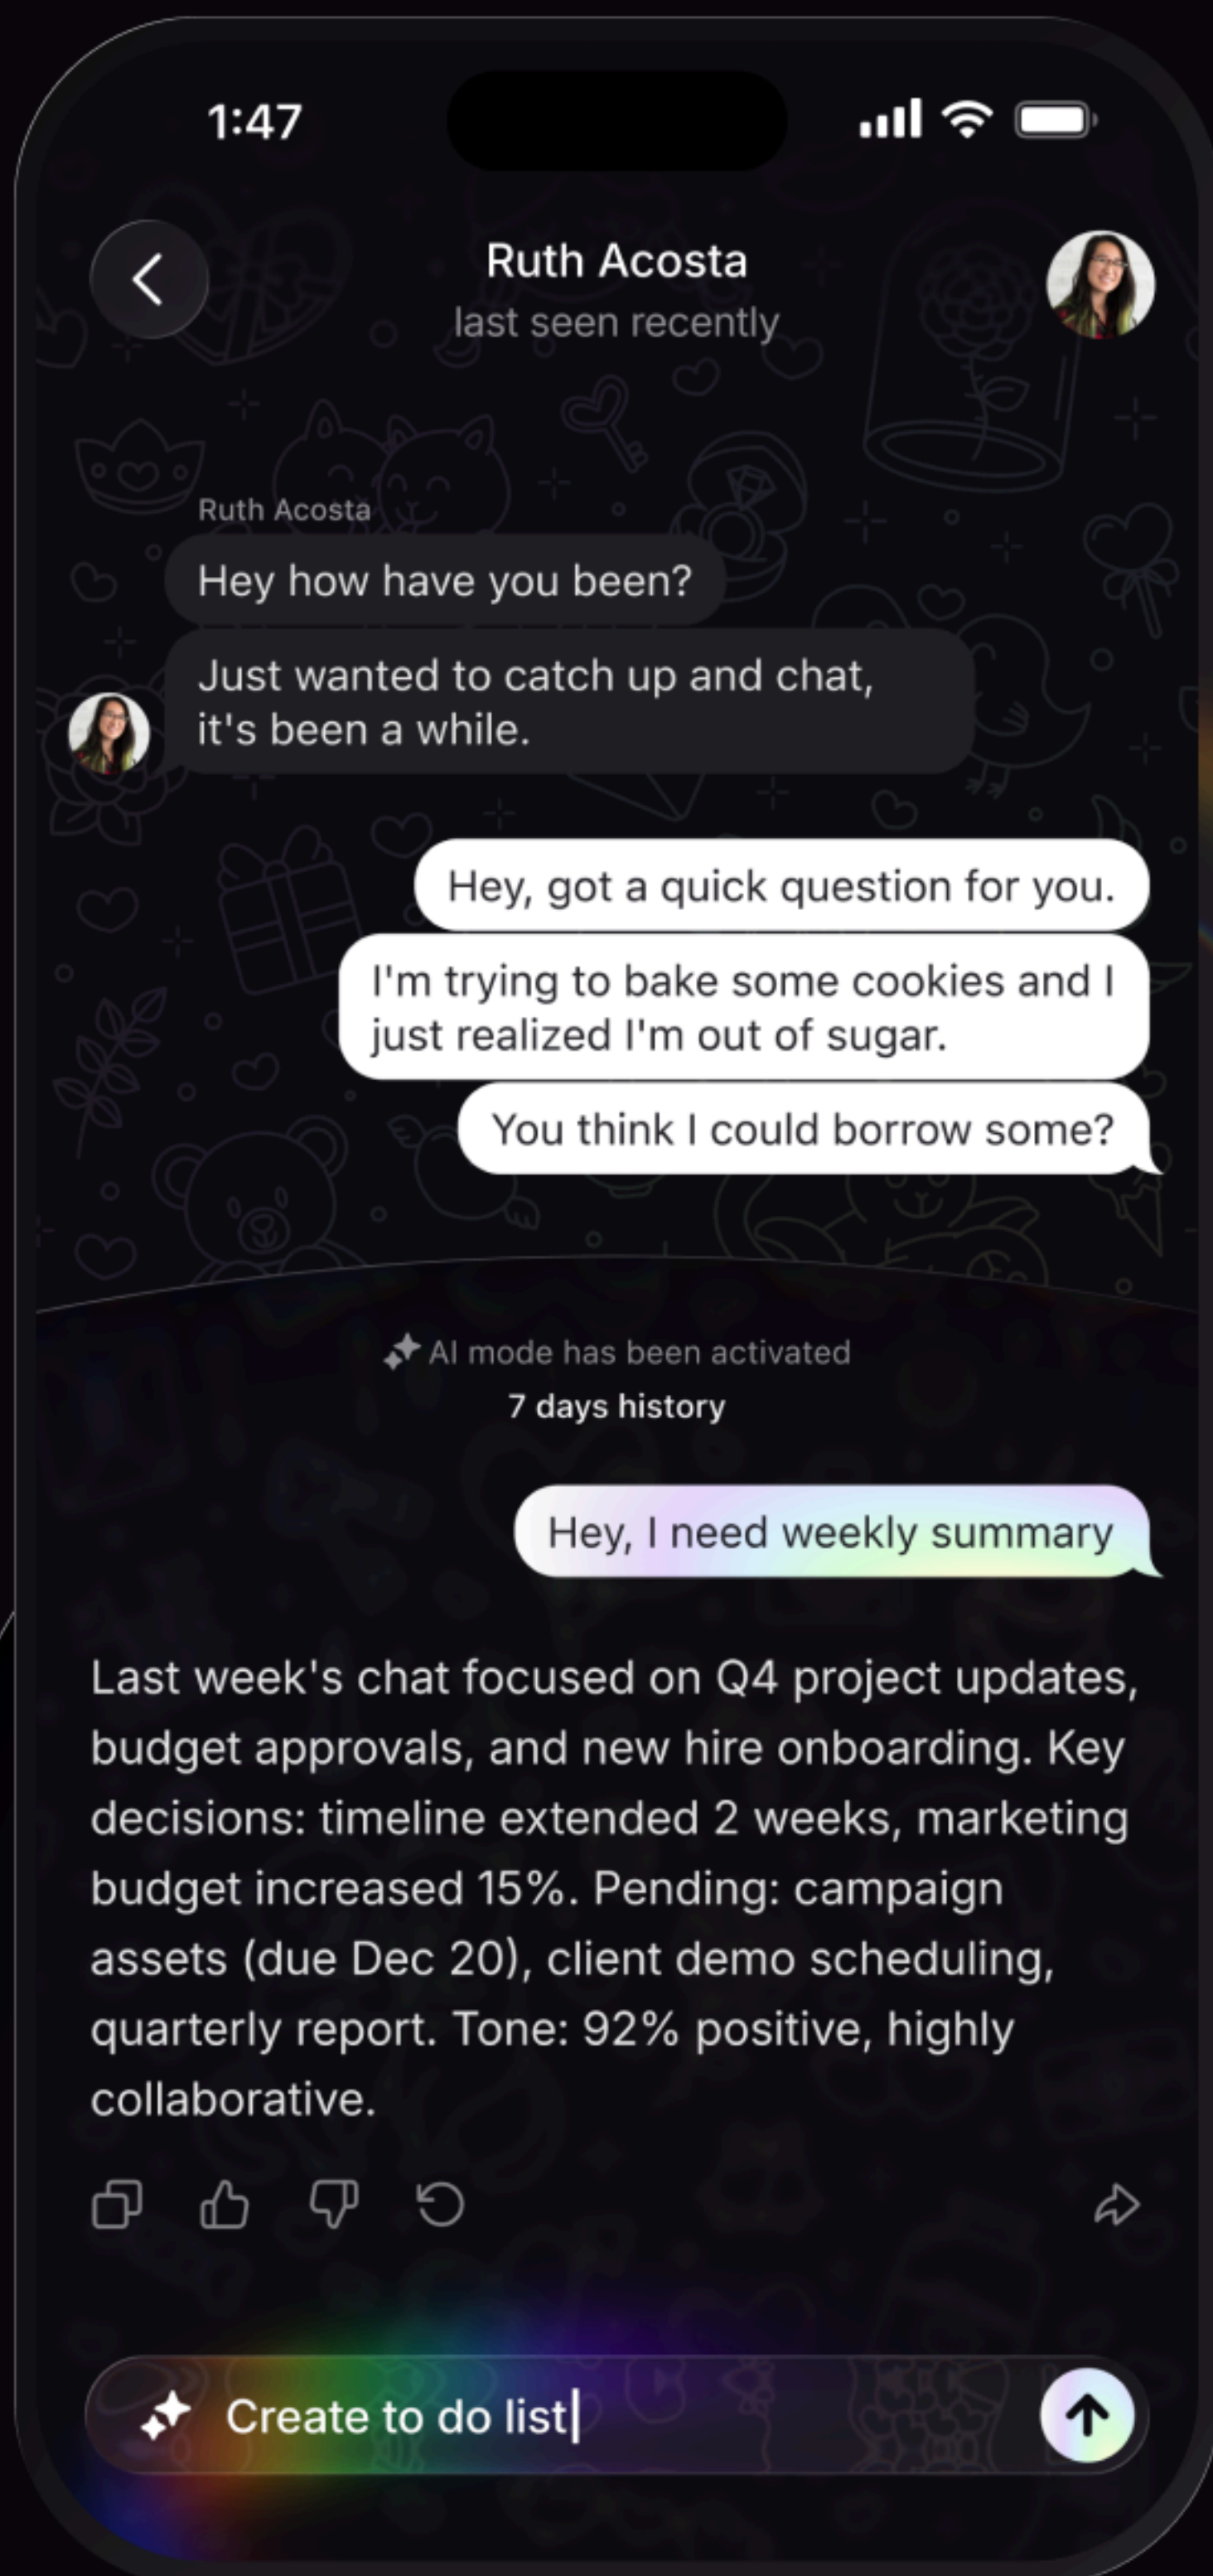 1:47
Ruth Acosta
last seen recently
Ruth Acosta
Hey how have you been?
Just wanted to catch up and chat,
it's been a while.
Hey, got a quick question for you.
I'm trying to bake some cookies and I
just realized I'm out of sugar.
You think I could borrow some?
AI mode has been activated
7 days history
Hey, I need weekly summary
Last week's chat focused on Q4 project updates,
budget approvals, and new hire onboarding. Key
decisions: timeline extended 2 weeks, marketing
budget increased 15%. Pending: campaign
assets (due Dec 20), client demo scheduling,
quarterly report. Tone: 92% positive, highly
collaborative.
Create to do list